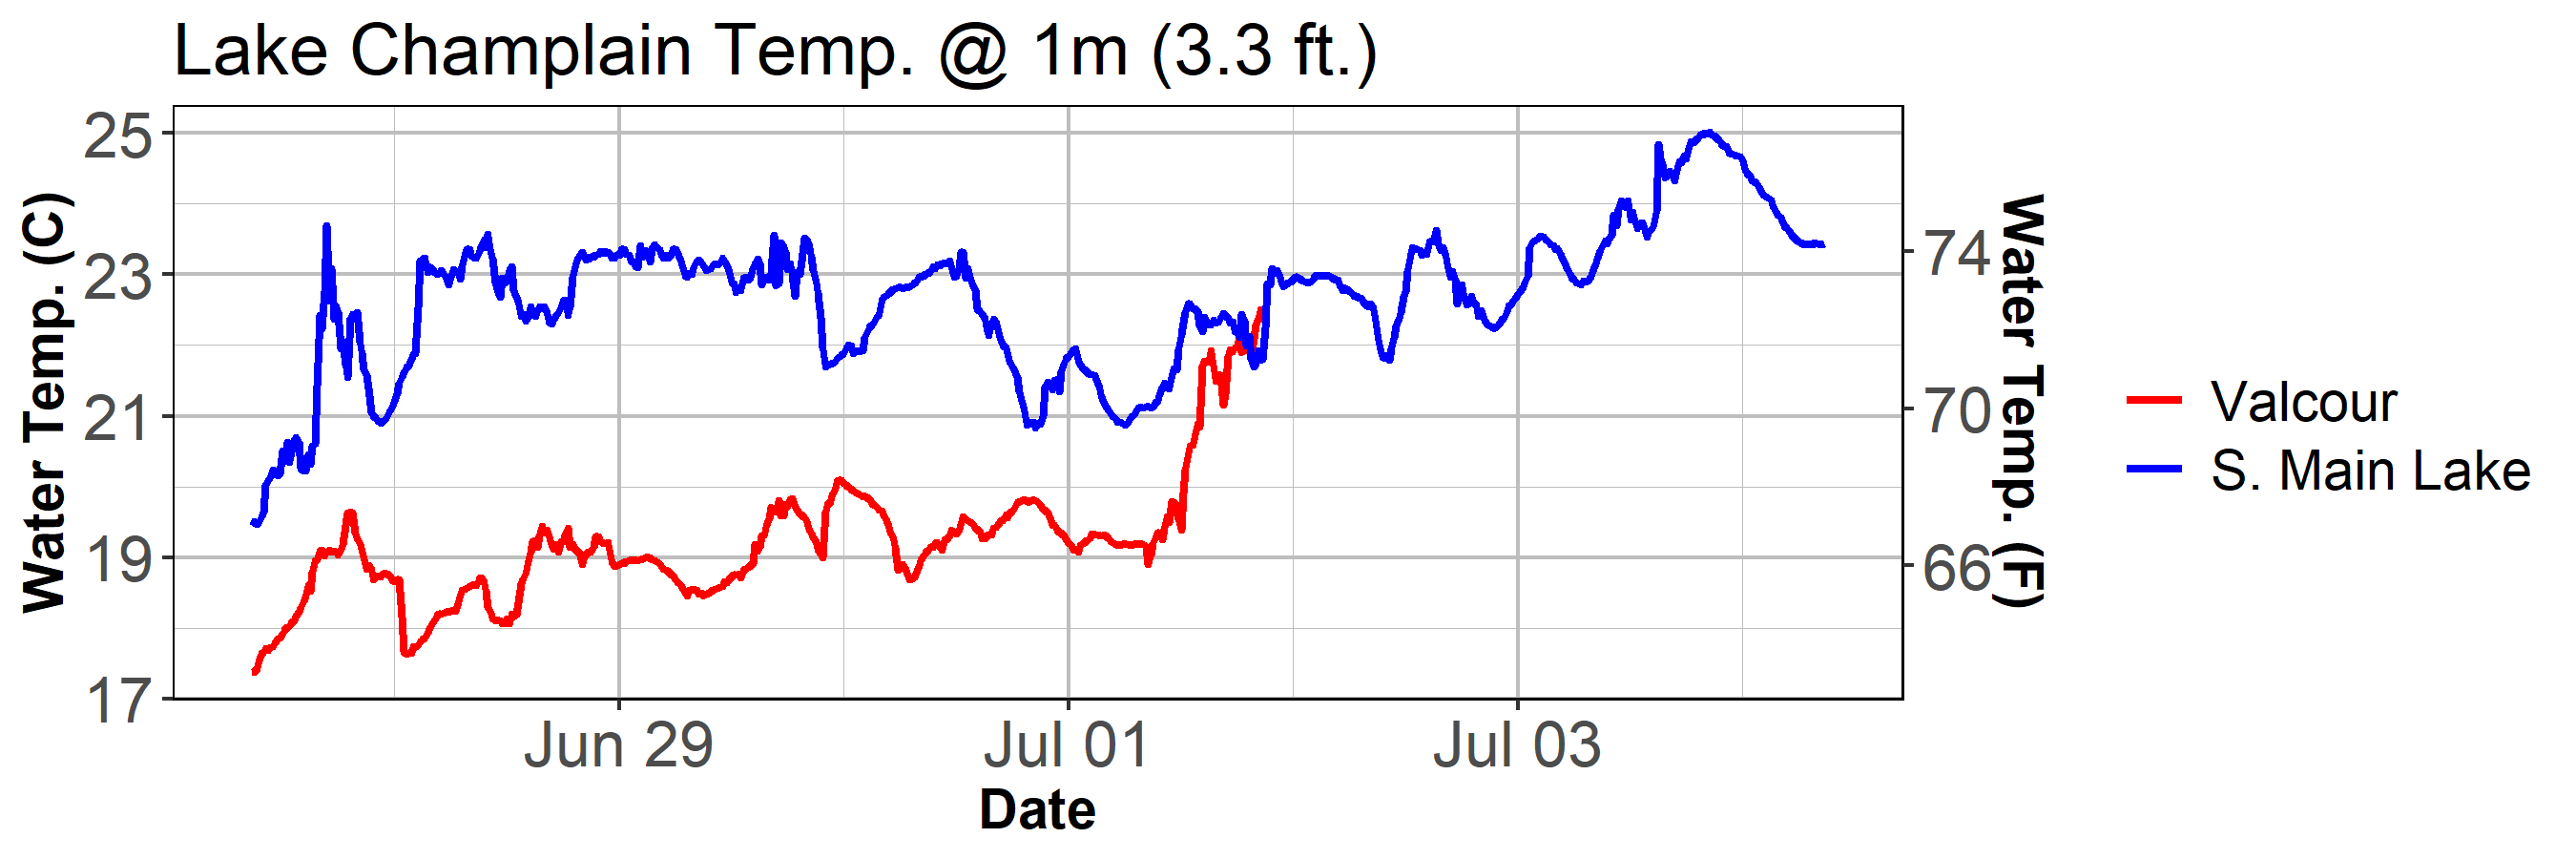 Lake Champlain Temp. @ 1m (3.3 ft.)
Water Temp. (C)
25
23
21
19
17
74
70
66
Water Temp. (F)
Jun 29
Jul 01
Jul 03
Date
Valcour
S. Main Lake